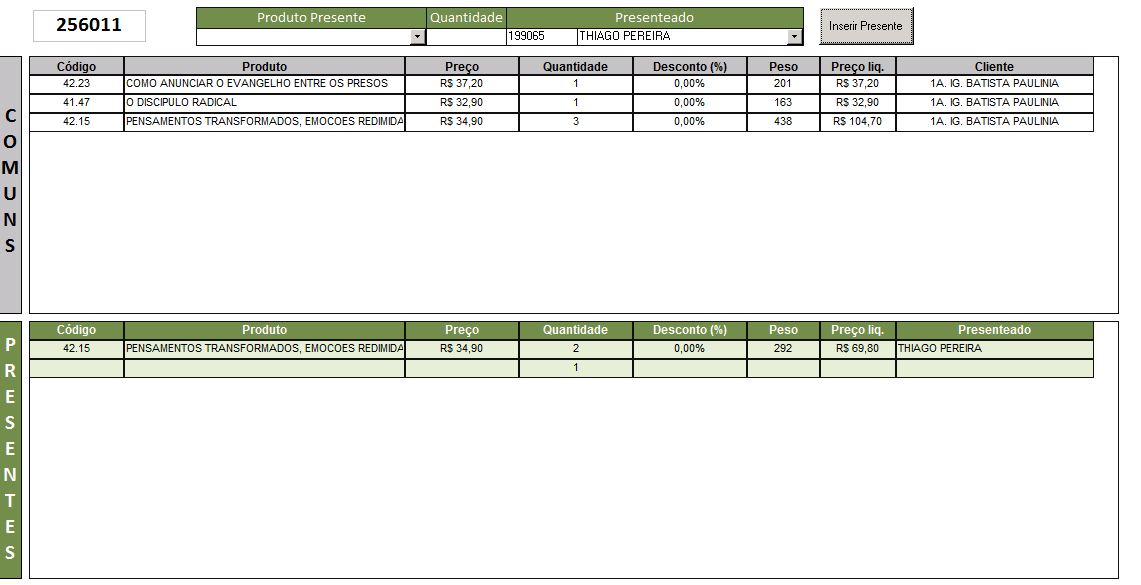 256011
Produto Presente Quantidade Presenteado
199065 THIAGO PEREIRA
Inserir Presente
COMUNS
Código Produto Preço Quantidade Desconto (%) Peso Preço liq. Cliente
42.23 COMO ANUNCIAR O EVANGELHO ENTRE OS PRESOS R$ 37,20 1 0,00% 201 R$ 37,20 1A. IG. BATISTA PAULINIA
41.47 O DISCIPULO RADICAL R$ 32,90 1 0,00% 163 R$ 32,90 1A. IG. BATISTA PAULINIA
42.15 PENSAMENTOS TRANSFORMADOS, EMOCOES REDIMIDA R$ 34,90 3 0,00% 438 R$ 104,70 1A. IG. BATISTA PAULINIA
PRESENTES
Código Produto Preço Quantidade Desconto (%) Peso Preço liq. Presenteado
42.15 PENSAMENTOS TRANSFORMADOS, EMOCOES REDIMIDA R$ 34,90 2 0,00% 292 R$ 69,80 THIAGO PEREIRA
1